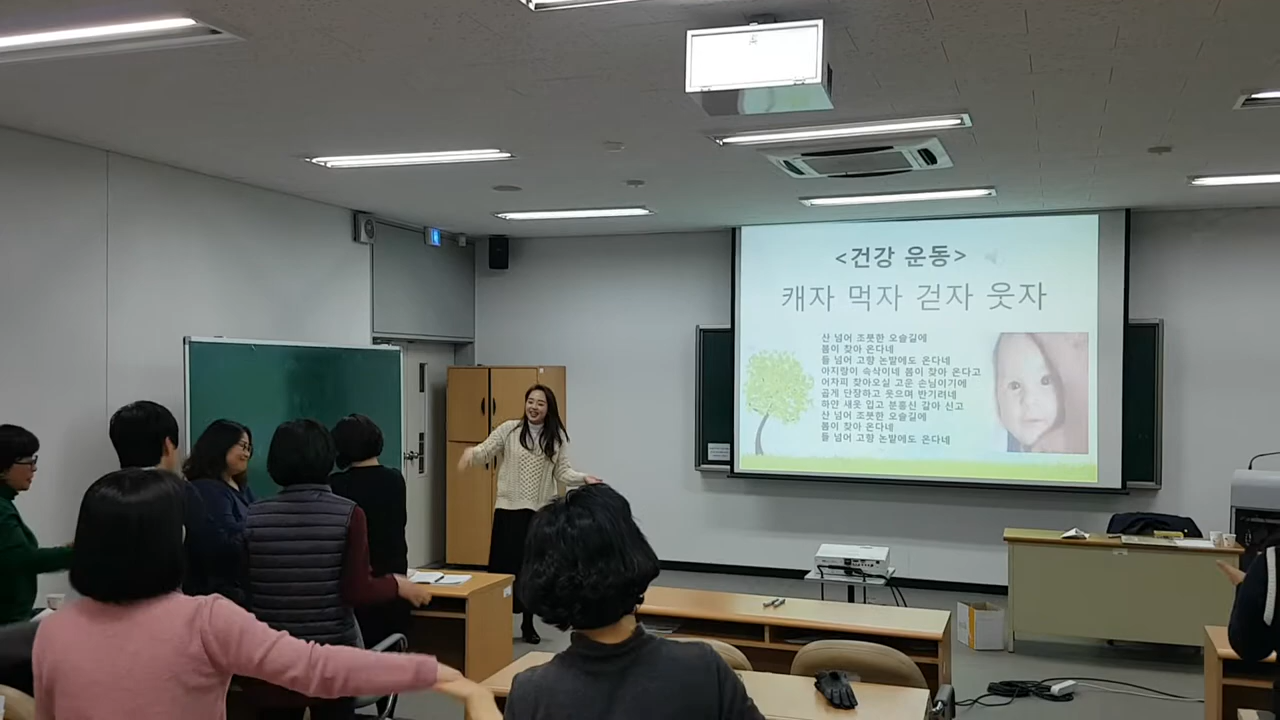 <건강 운동>
캐자 먹자 걷자 웃자
산 넘어 조붓한 오솔길에
봄이 찾아 온다네
들 넘어 고향 논밭에도 온다네
아지랑이 속삭이네 봄이 찾아 온다고
어차피 찾아오실 고운 손님이기에
곱게 단장하고 웃으며 반기려네
하얀 새옷 입고 분홍신 갈아 신고
산 넘어 조붓한 오솔길에
봄이 찾아 온다네
들 넘어 고향 논밭에도 온다네